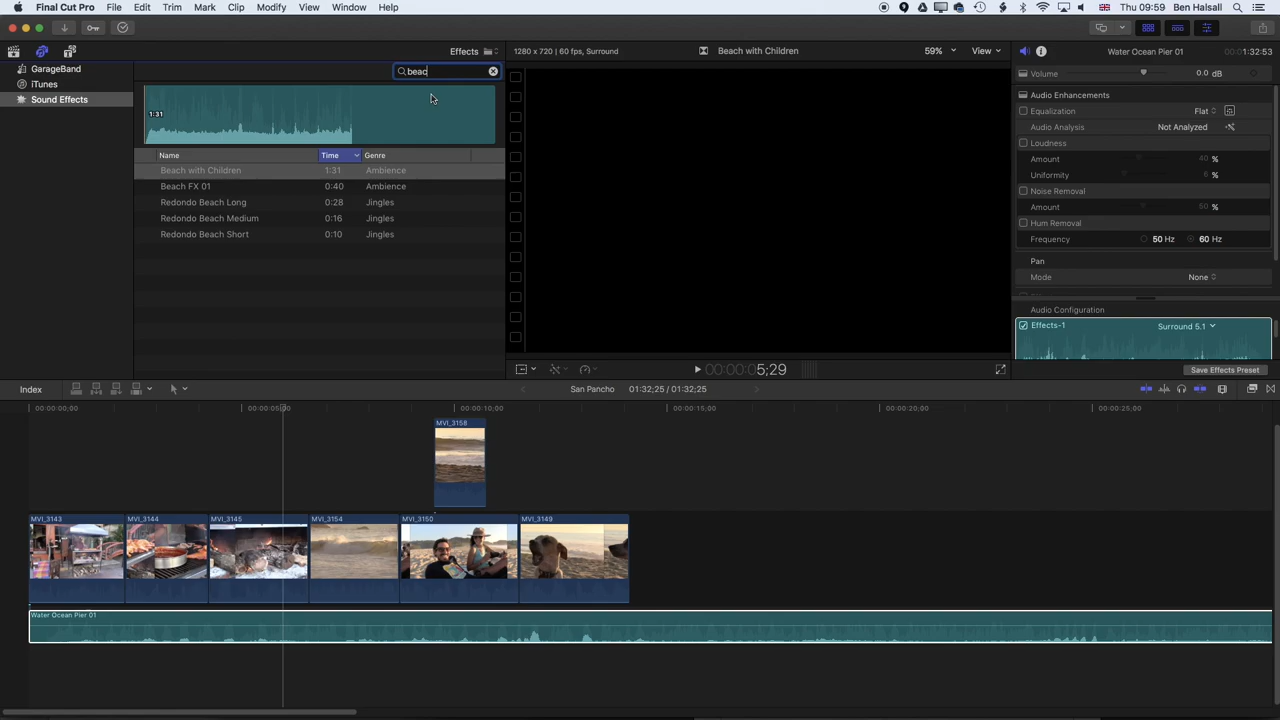 Final Cut Pro File Edit Trim Mark Clip Modify View Window Help Thu 09:59 Ben Halsall
Effects 1280 x 720 | 60 fps, Surround Beach with Children 59% View Water Ocean Pier 01 1:32:53
GarageBand
iTunes
Sound Effects
beac
1:31
Name Time Genre
Beach with Children 1:31 Ambience
Beach FX 01 0:40 Ambience
Redondo Beach Long 0:28 Jingles
Redondo Beach Medium 0:16 Jingles
Redondo Beach Short 0:10 Jingles
Volume 0.0 dB
Audio Enhancements
Equalization Flat
Audio Analysis Not Analyzed
Loudness
Amount 40 %
Uniformity 6 %
Noise Removal
Amount 50 %
Hum Removal
Frequency 50 Hz 60 Hz
Pan
Mode None
Audio Configuration
Effects-1 Surround 5.1
00:00:00:05;29 Save Effects Preset
Index San Pancho 01:32;25 / 01:32;25
00:00:00;00 00:00:05;00 00:00:10;00 00:00:15;00 00:00:20;00 00:00:25;00
MVI_3158
MVI_3143 MVI_3144 MVI_3145 MVI_3154 MVI_3150 MVI_3149
Water Ocean Pier 01